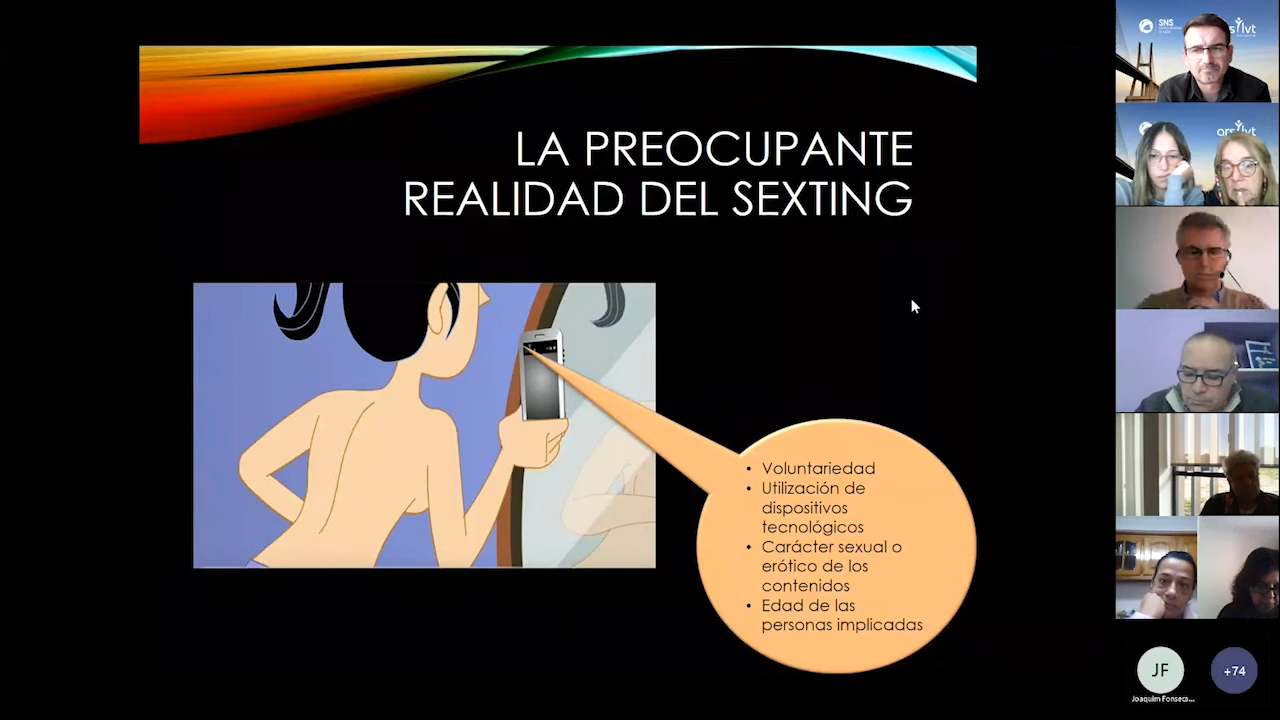 LA PREOCUPANTE
REALIDAD DEL SEXTING
• Voluntariedad
• Utilización de
dispositivos
tecnológicos
• Carácter sexual o
erótico de los
contenidos
• Edad de las
personas implicadas
SNS
arslvt
JF
+74
Joaquim Fonseca...